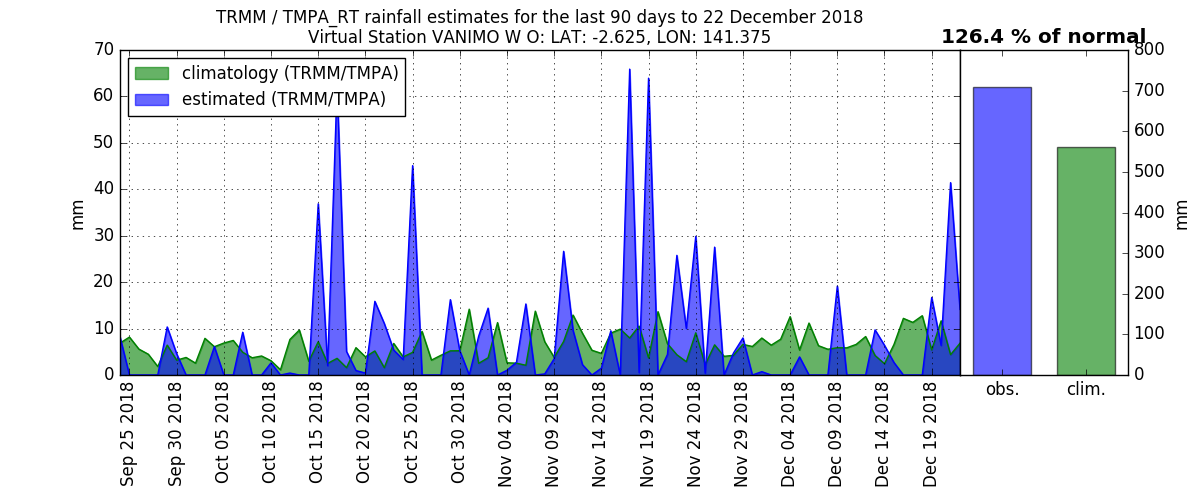 TRMM / TMPA_RT rainfall estimates for the last 90 days to 22 December 2018
Virtual Station VANIMO W O: LAT: -2.625, LON: 141.375
126.4 % of normal
climatology (TRMM/TMPA)
estimated (TRMM/TMPA)
70
60
50
40
30
20
10
0
mm
800
700
600
500
400
300
200
100
0
mm
Sep 25 2018
Sep 30 2018
Oct 05 2018
Oct 10 2018
Oct 15 2018
Oct 20 2018
Oct 25 2018
Oct 30 2018
Nov 04 2018
Nov 09 2018
Nov 14 2018
Nov 19 2018
Nov 24 2018
Nov 29 2018
Dec 04 2018
Dec 09 2018
Dec 14 2018
Dec 19 2018
obs.
clim.